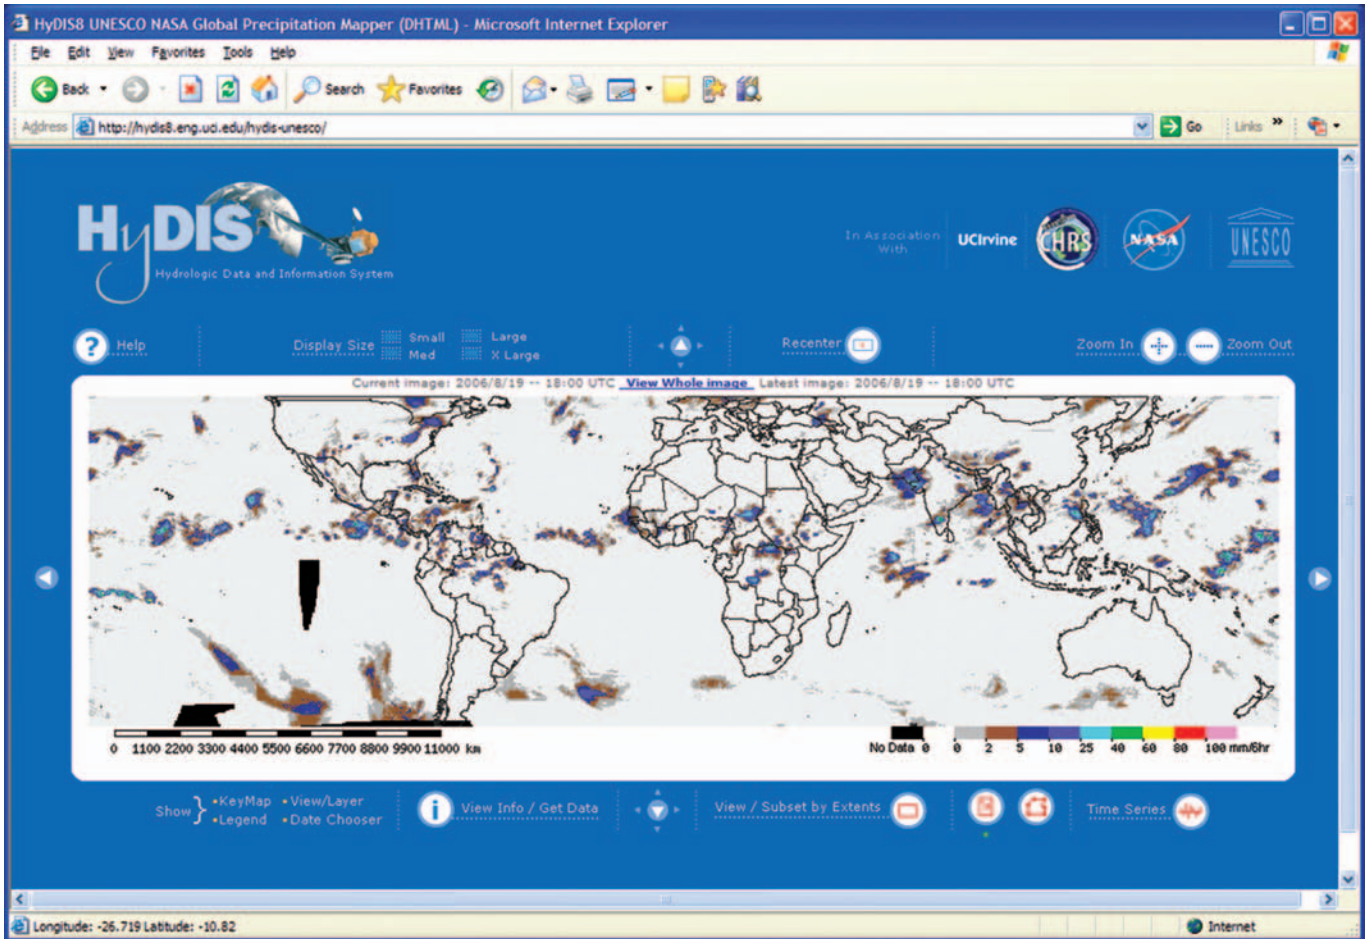 HyDIS8 UNESCO NASA Global Precipitation Mapper (DHTML) - Microsoft Internet Explorer
File Edit View Favorites Tools Help
Back Search Favorites
Address http://hydis8.eng.uci.edu/hydis-unesco/ Go Links »
HyDIS
Hydrologic Data and Information System
In Association With UCIrvine CHRS NASA UNESCO
? Help
Display Size Small Large
Med X Large
Recenter
Zoom In Zoom Out
Current image: 2006/8/19 -- 18:00 UTC View Whole image Latest image: 2006/8/19 -- 18:00 UTC
0 1100 2200 3300 4400 5500 6600 7700 8800 9900 11000 km
No Data 0 0 2 5 10 25 40 60 80 100 mm/6hr
Show } KeyMap View/Layer
Legend Date Chooser
i View Info / Get Data
View / Subset by Extents
Time Series
Longitude: -26.719 Latitude: -10.82 Internet